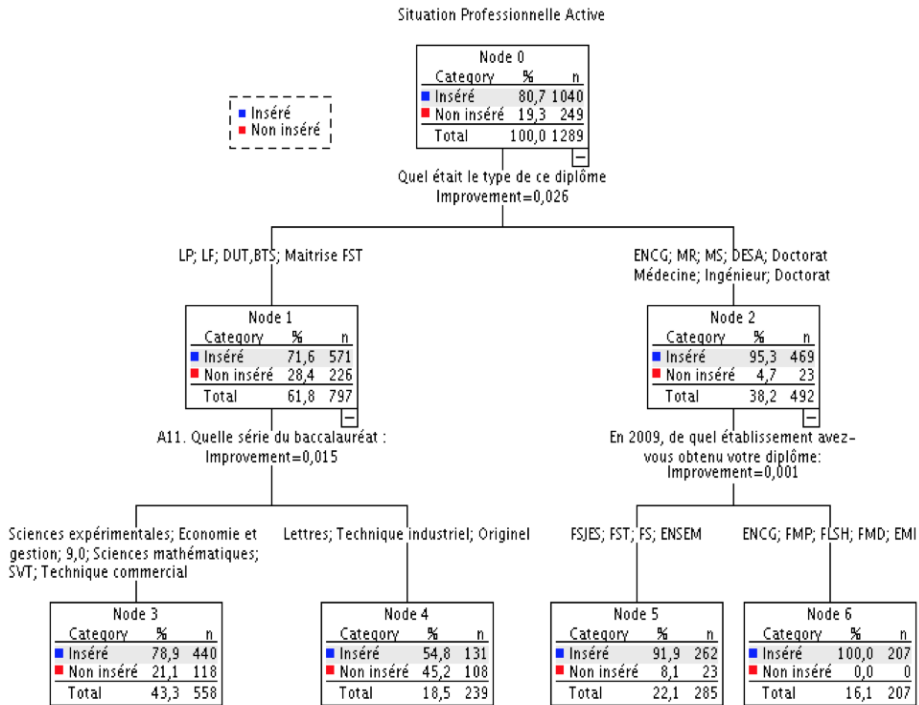 Situation Professionnelle Active
Inséré
Non inséré
Node 0
Category % n
Inséré 80,7 1040
Non inséré 19,3 249
Total 100,0 1289
Quel était le type de ce diplôme
Improvement=0,026
LP; LF; DUT,BTS; Maitrise FST
ENCG; MR; MS; DESA; Doctorat
Médecine; Ingénieur; Doctorat
Node 1
Category % n
Inséré 71,6 571
Non inséré 28,4 226
Total 61,8 797
Node 2
Category % n
Inséré 95,3 469
Non inséré 4,7 23
Total 38,2 492
A11. Quelle série du baccalauréat :
Improvement=0,015
En 2009, de quel établissement avez-
vous obtenu votre diplôme:
Improvement=0,001
Sciences expérimentales; Economie et
gestion; 9,0; Sciences mathématiques;
SVT; Technique commercial
Lettres; Technique industriel; Originel
FSJES; FST; FS; ENSEM
ENCG; FMP; FLSH; FMD; EMI
Node 3
Category % n
Inséré 78,9 440
Non inséré 21,1 118
Total 43,3 558
Node 4
Category % n
Inséré 54,8 131
Non inséré 45,2 108
Total 18,5 239
Node 5
Category % n
Inséré 91,9 262
Non inséré 8,1 23
Total 22,1 285
Node 6
Category % n
Inséré 100,0 207
Non inséré 0,0 0
Total 16,1 207